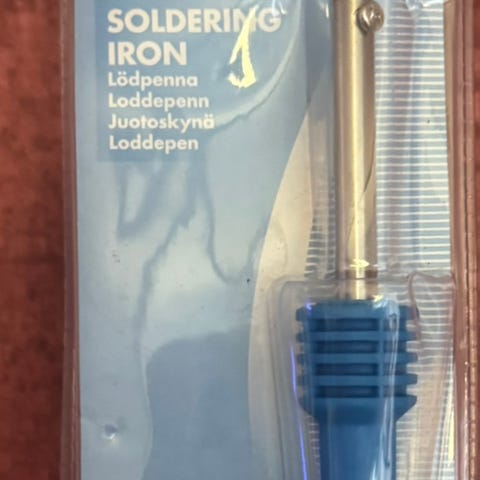 SOLDERING
IRON
Lödpenna
Loddepenn
Juotoskynä
Loddepen